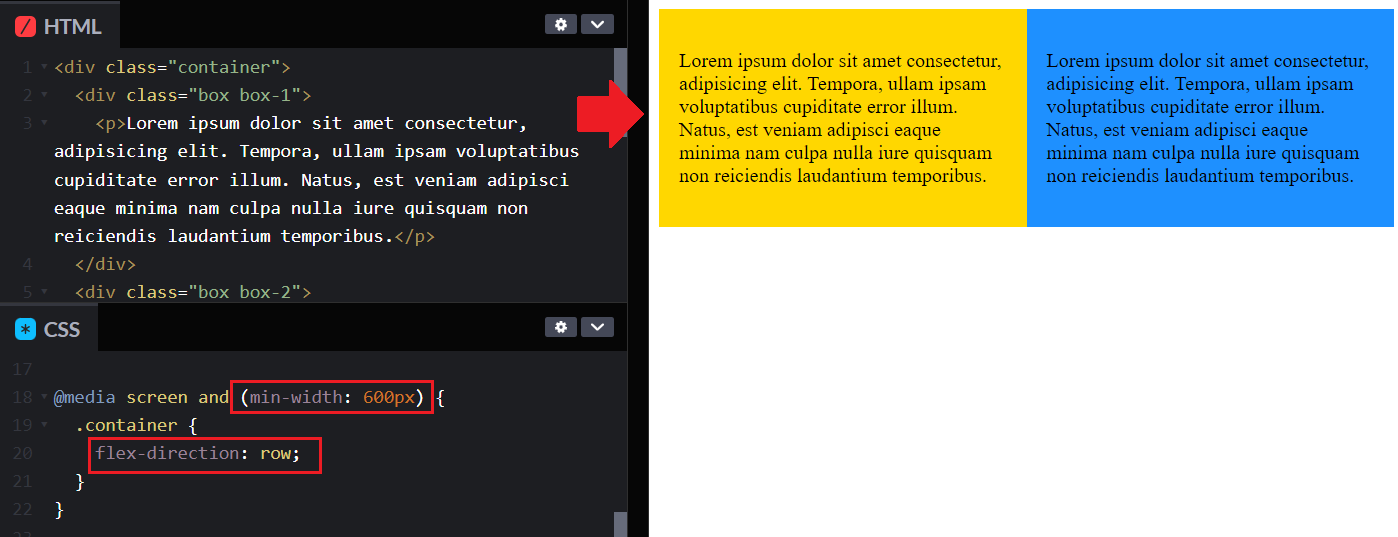 HTML
1 <div class="container">
2 <div class="box box-1">
3 <p>Lorem ipsum dolor sit amet consectetur,
adipisicing elit. Tempora, ullam ipsam voluptatibus
cupiditate error illum. Natus, est veniam adipisci
eaque minima nam culpa nulla iure quisquam non
reiciendis laudantium temporibus.</p>
4 </div>
5 <div class="box box-2">
CSS
17
18 @media screen and (min-width: 600px) {
19 .container {
20 flex-direction: row;
21 }
22 }
23
Lorem ipsum dolor sit amet consectetur,
adipisicing elit. Tempora, ullam ipsam
voluptatibus cupiditate error illum.
Natus, est veniam adipisci eaque
minima nam culpa nulla iure quisquam
non reiciendis laudantium temporibus.
Lorem ipsum dolor sit amet consectetur,
adipisicing elit. Tempora, ullam ipsam
voluptatibus cupiditate error illum.
Natus, est veniam adipisci eaque
minima nam culpa nulla iure quisquam
non reiciendis laudantium temporibus.